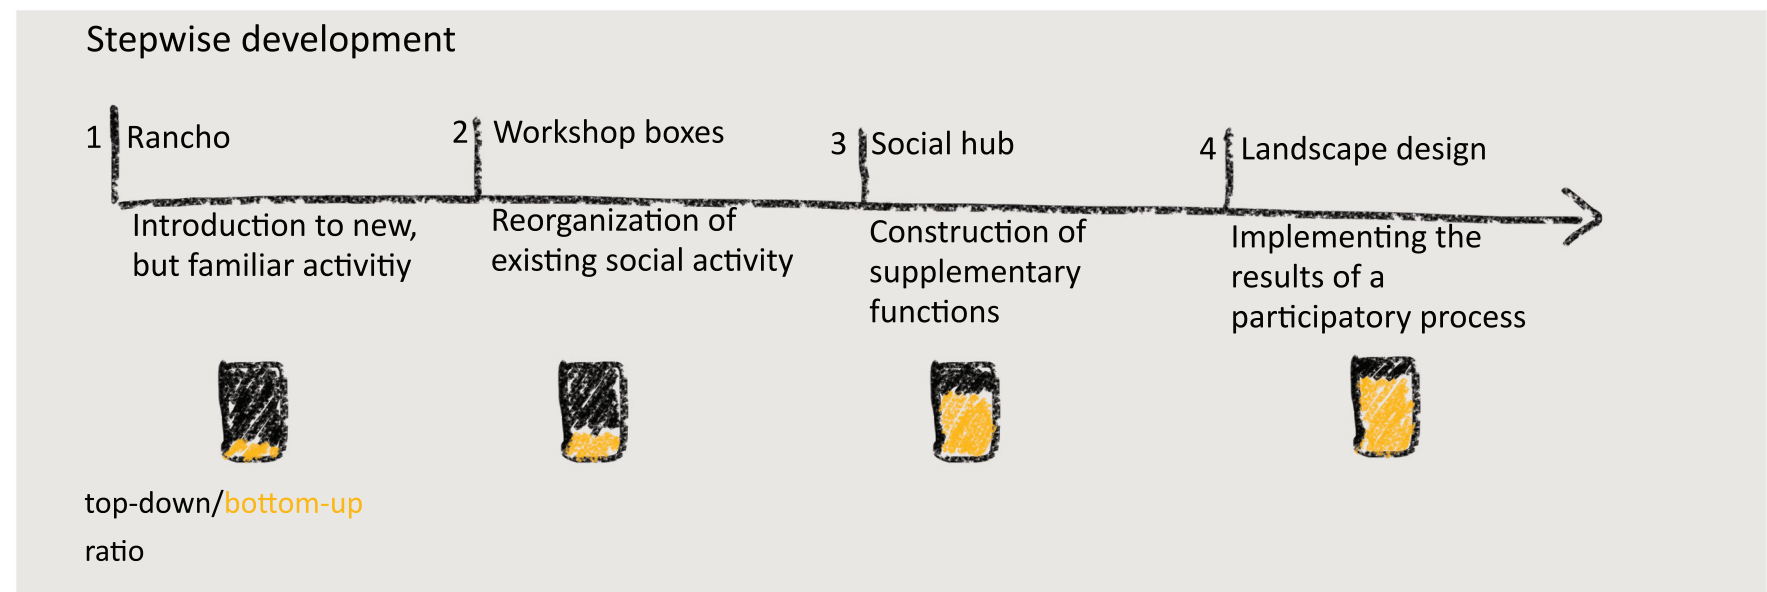 Stepwise development
1 Rancho
Introduction to new,
but familiar activitiy
2 Workshop boxes
Reorganization of
existing social activity
3 Social hub
Construction of
supplementary
functions
4 Landscape design
Implementing the
results of a
participatory process
top-down/bottom-up
ratio